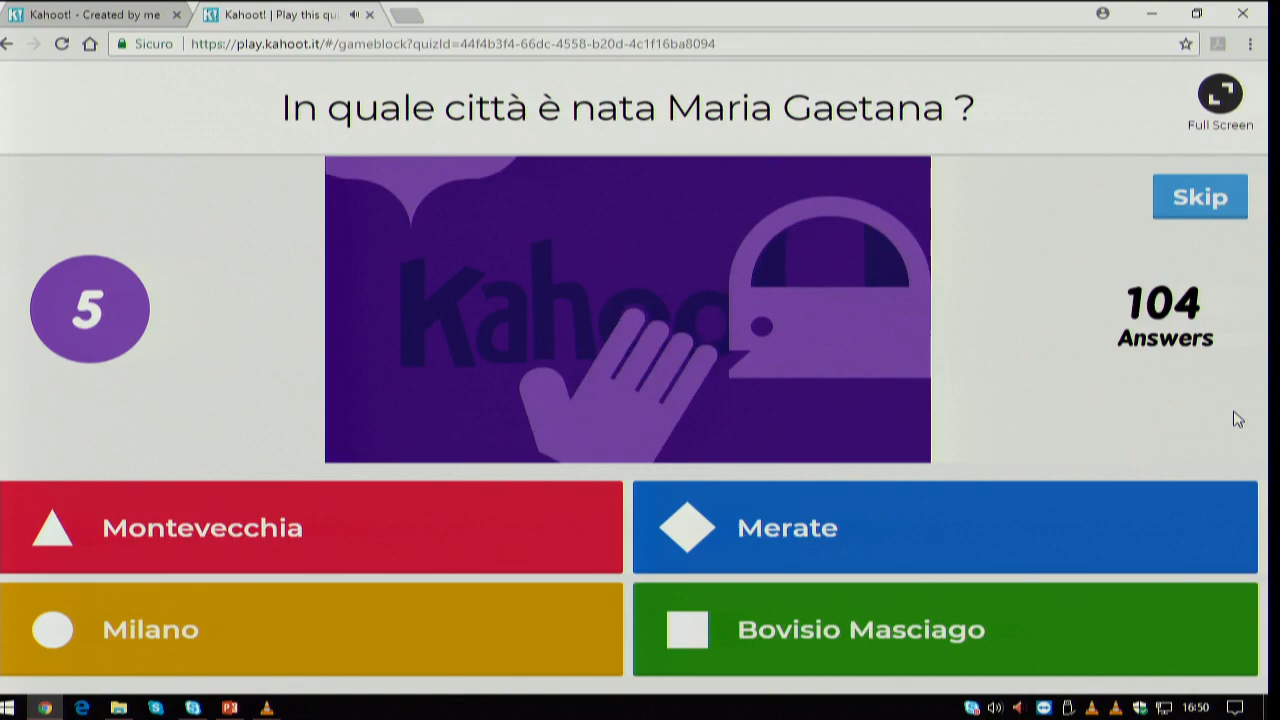 Kahoot! - Created by me
Kahoot! | Play this qu
Sicuro
https://play.kahoot.it/#/gameblock?quizId=44f4b3f4-66dc-4558-b20d-4c1f16ba8094
In quale città è nata Maria Gaetana ?
Full Screen
Skip
5
Kahoo
104
Answers
Montevecchia
Merate
Milano
Bovisio Masciago
16:50